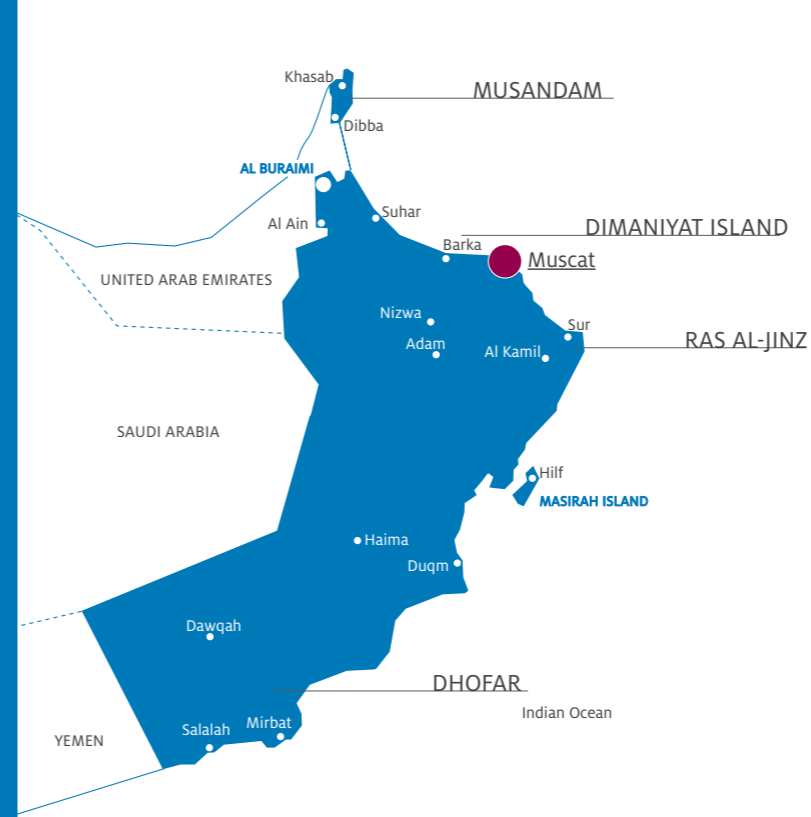 Khasab
MUSANDAM
Dibba
AL BURAIMI
Suhar
Al Ain
DIMANIYAT ISLAND
Barka
Muscat
UNITED ARAB EMIRATES
Nizwa
Sur
Adam
RAS AL-JINZ
Al Kamil
SAUDI ARABIA
Hilf
MASIRAH ISLAND
Haima
Duqm
Dawqah
DHOFAR
Indian Ocean
Mirbat
Salalah
YEMEN